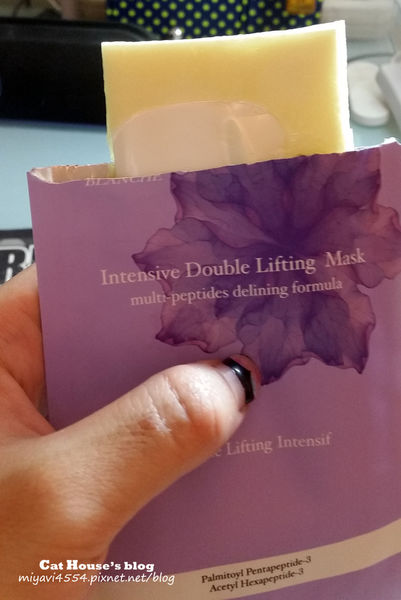 BLANCHE
Intensive Double Lifting Mask
multi-peptides delining formula
Lifting Intensif
Palmitoyl Pentapeptide-3
Acetyl Hexapeptide-3
Cat House's blog
miyavi4554.pixnet.net/blog